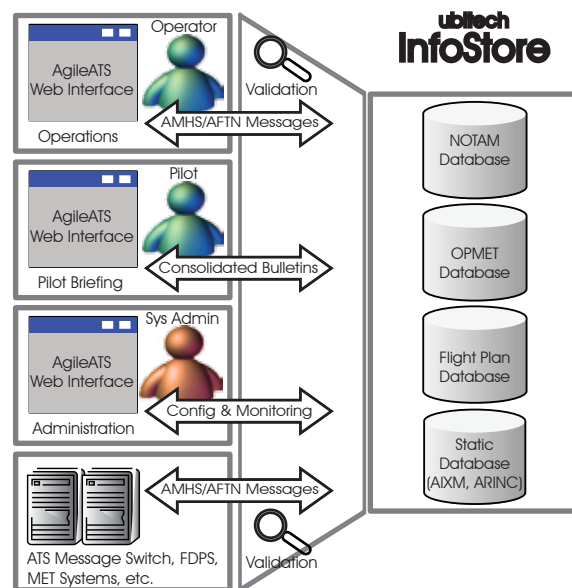 ubitech
InfoStore
Operator
AgileATS
Web Interface
Operations
Validation
AMHS/AFTN Messages
Pilot
AgileATS
Web Interface
Pilot Briefing
Consolidated Bulletins
Sys Admin
AgileATS
Web Interface
Administration
Config & Monitoring
AMHS/AFTN Messages
ATS Message Switch, FDPS,
MET Systems, etc.
Validation
NOTAM
Database
OPMET
Database
Flight Plan
Database
Static
Database
(AIXM, ARINC)